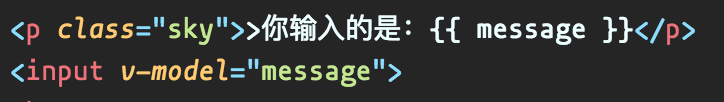 <p class="sky">>你输入的是：{{ message }}</p>
<input v-model="message">